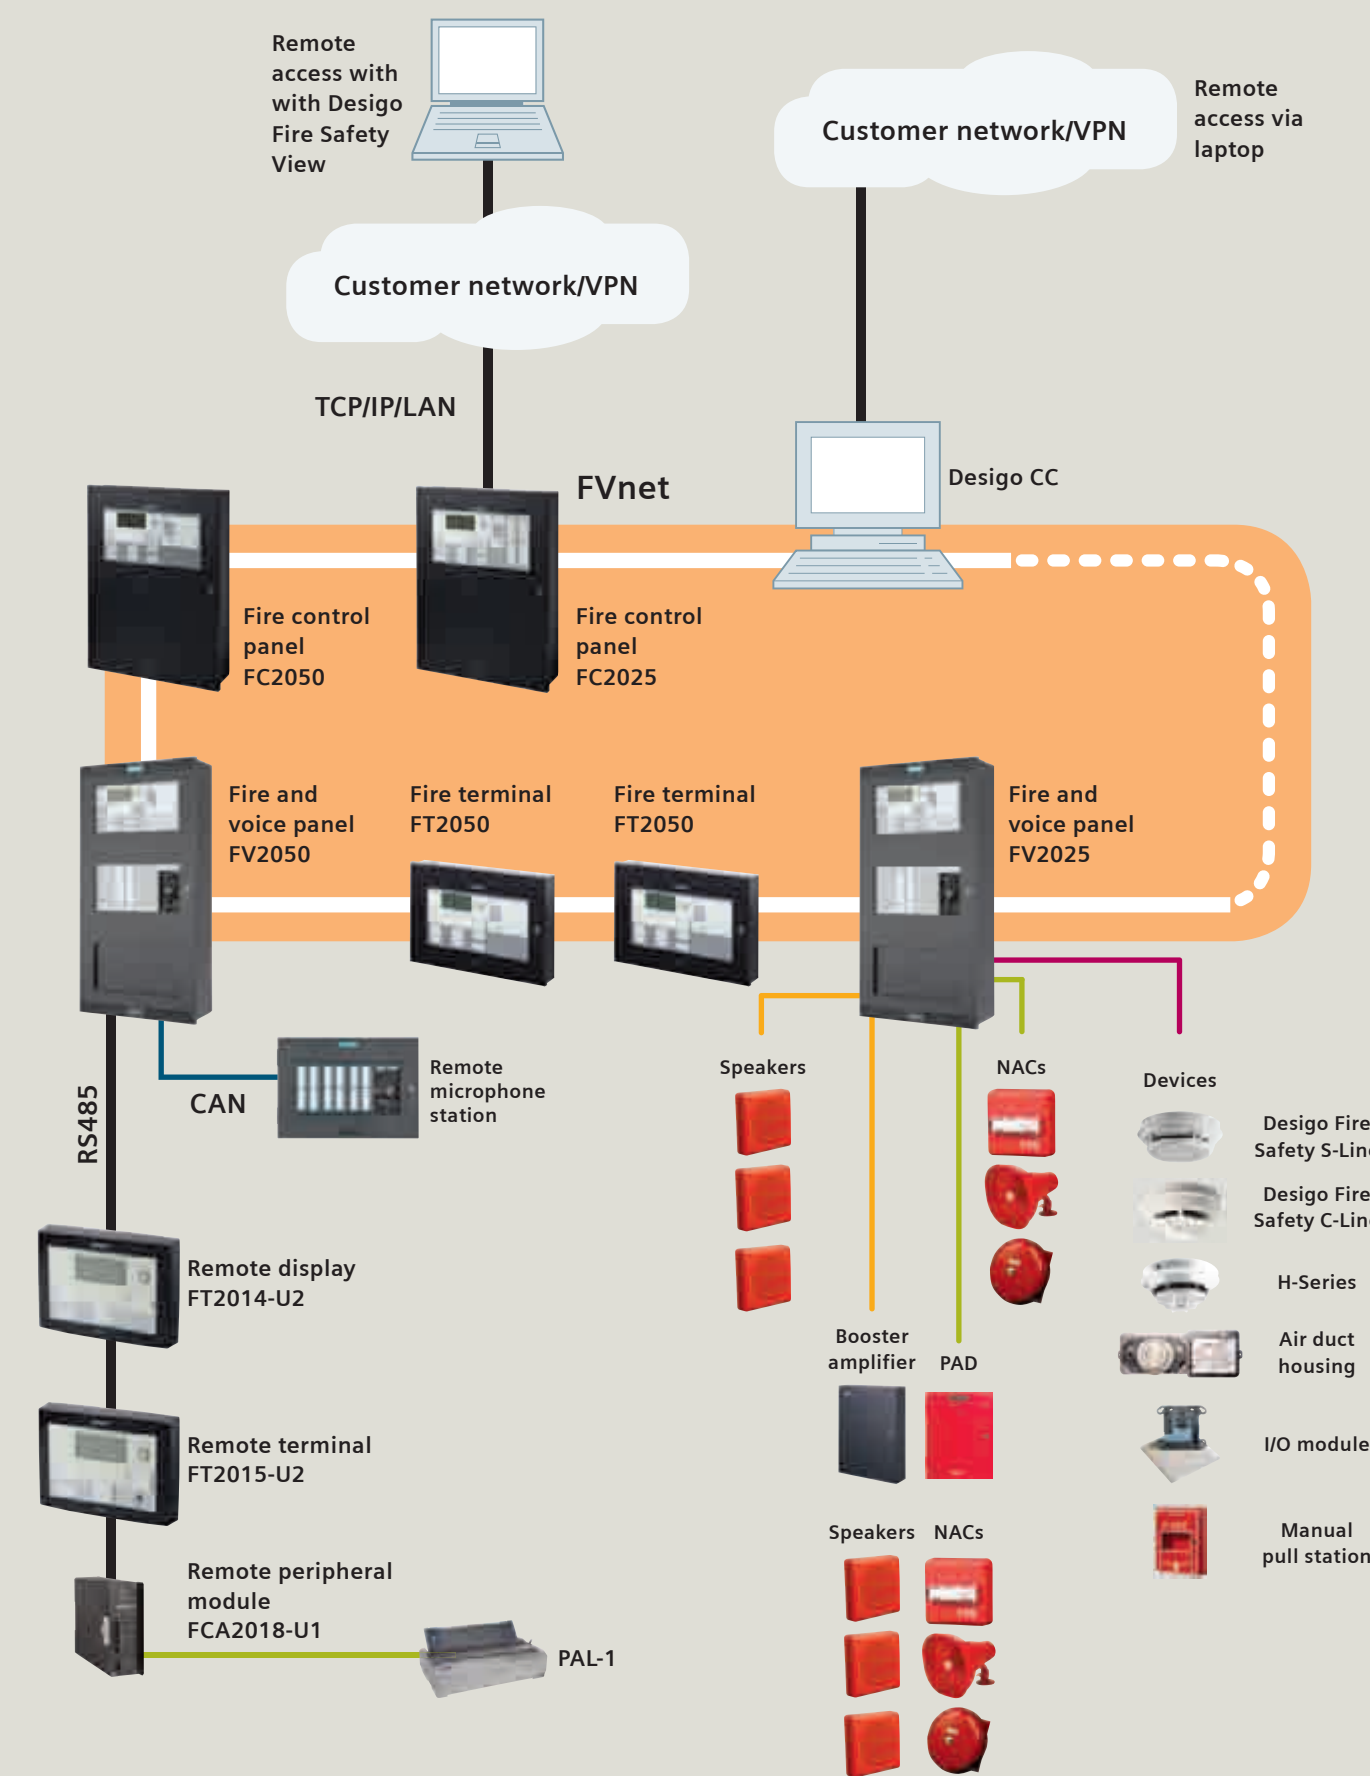 Remote
access with
with Desigo
Fire Safety
View
Customer network/VPN
Remote
access via
laptop
Customer network/VPN
TCP/IP/LAN
FVnet
Desigo CC
Fire control
panel
FC2050
Fire control
panel
FC2025
Fire and
voice panel
FV2050
Fire terminal
FT2050
Fire terminal
FT2050
Fire and
voice panel
FV2025
RS485
CAN
Remote
microphone
station
Speakers
NACs
Devices
Desigo Fire
Safety S-Line
Desigo Fire
Safety C-Line
H-Series
Air duct
housing
I/O module
Manual
pull station
Remote display
FT2014-U2
Booster
amplifier
PAD
Remote terminal
FT2015-U2
Speakers
NACs
Remote peripheral
module
FCA2018-U1
PAL-1